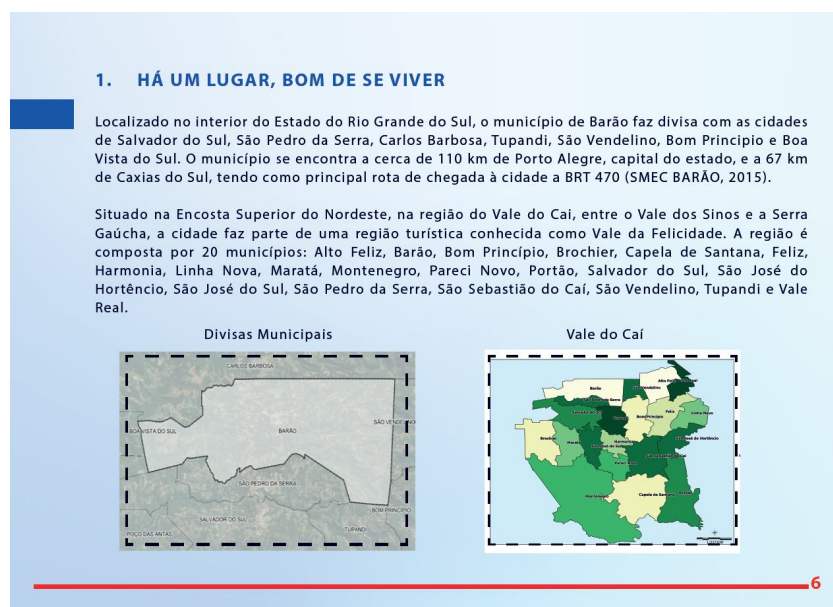 1. HÁ UM LUGAR, BOM DE SE VIVER
Localizado no interior do Estado do Rio Grande do Sul, o município de Barão faz divisa com as cidades
de Salvador do Sul, São Pedro da Serra, Carlos Barbosa, Tupandi, São Vendelino, Bom Principio e Boa
Vista do Sul. O município se encontra a cerca de 110 km de Porto Alegre, capital do estado, e a 67 km
de Caxias do Sul, tendo como principal rota de chegada à cidade a BRT 470 (SMEC BARÃO, 2015).
Situado na Encosta Superior do Nordeste, na região do Vale do Cai, entre o Vale dos Sinos e a Serra
Gaúcha, a cidade faz parte de uma região turística conhecida como Vale da Felicidade. A região é
composta por 20 municípios: Alto Feliz, Barão, Bom Princípio, Brochier, Capela de Santana, Feliz,
Harmonia, Linha Nova, Maratá, Montenegro, Pareci Novo, Portão, Salvador do Sul, São José do
Hortêncio, São José do Sul, São Pedro da Serra, São Sebastião do Caí, São Vendelino, Tupandi e Vale
Real.
Divisas Municipais
CARLOS BARBOSA
BOA VISTA DO SUL
BARÃO
SÃO VENDELINO
SÃO PEDRO DA SERRA
BOM PRINCIPIO
SALVADOR DO SUL
TUPANDI
POÇO DAS ANTAS
Vale do Caí
Barão
Alto Feliz
Feliz
Linha Nova
Bom Princípio
Brochier
Maratá
Harmonia
São José do Hortêncio
Pareci Novo
Montenegro
Capela de Santana
6